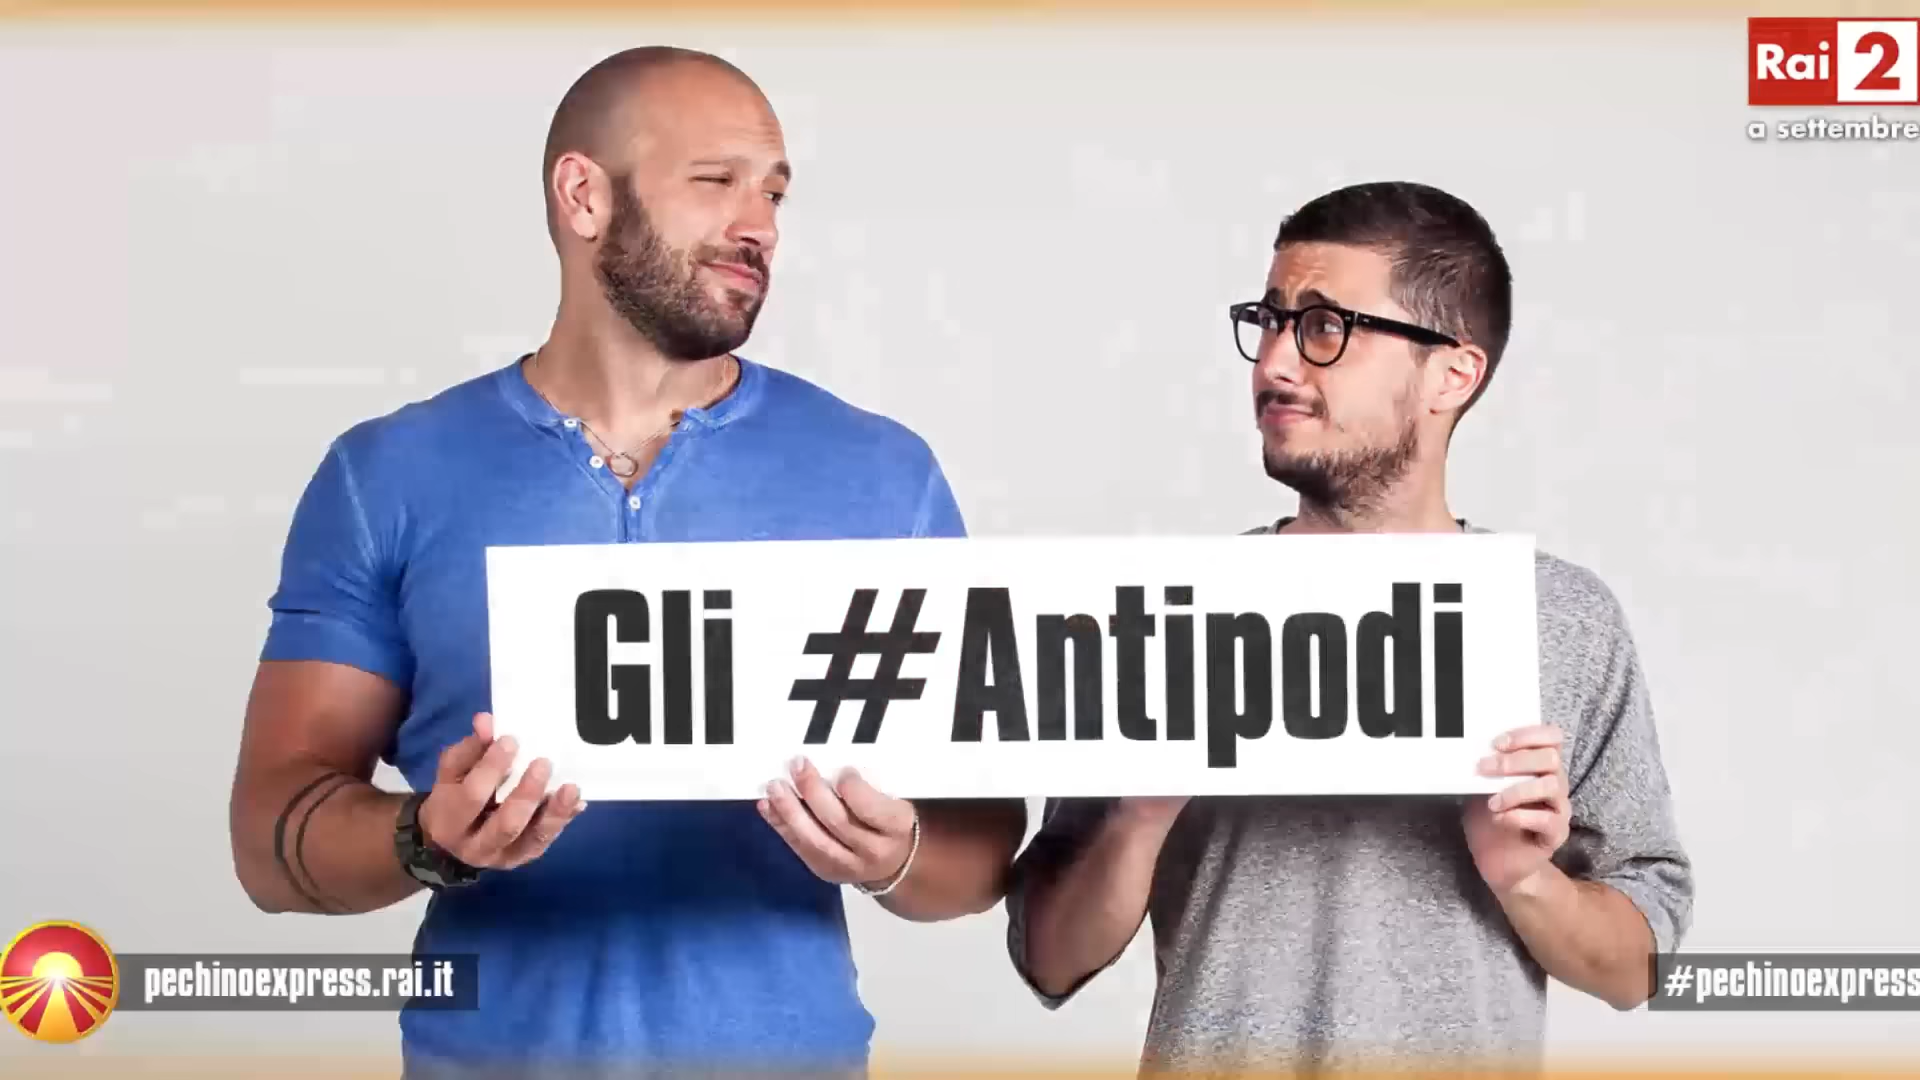 Rai 2
a settembre
Gli #Antipodi
pechinoexpress.rai.it
#pechinoexpress